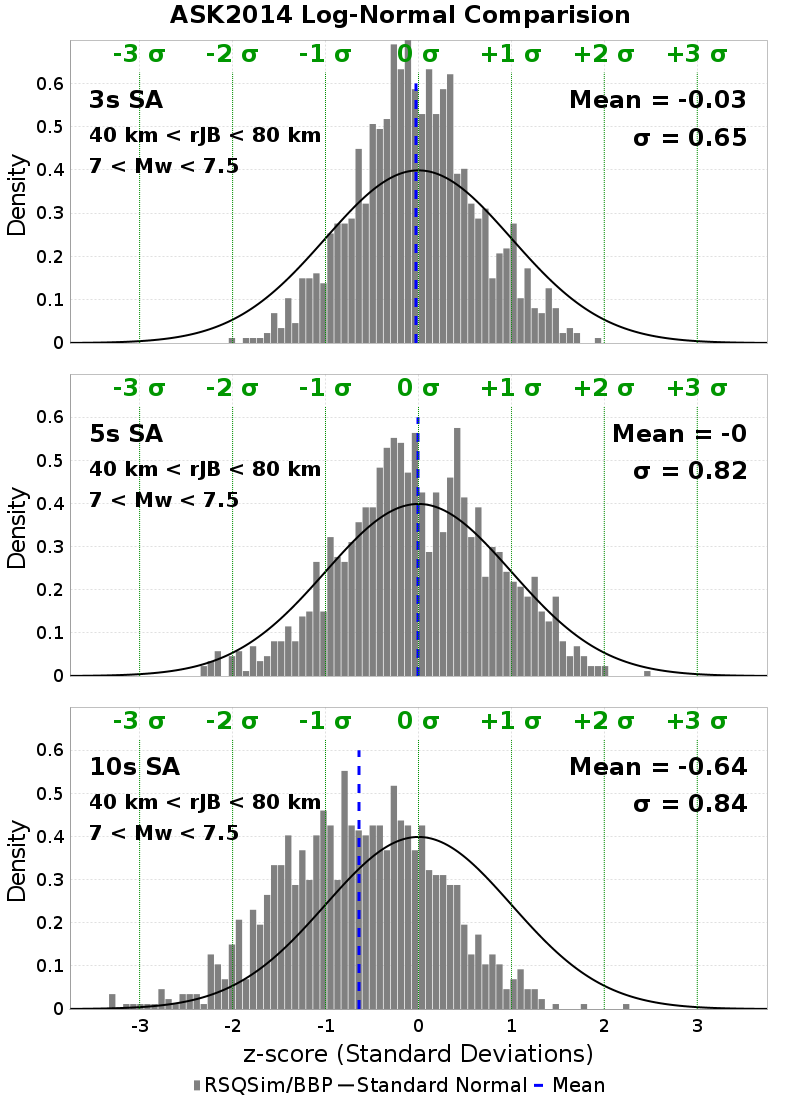 ASK2014 Log-Normal Comparision
-3 σ -2 σ -1 σ 0 σ +1 σ +2 σ +3 σ
3s SA
40 km < rJB < 80 km
7 < Mw < 7.5
Mean = -0.03
σ = 0.65
Density
0.6
0.5
0.4
0.3
0.2
0.1
0
-3 σ -2 σ -1 σ 0 σ +1 σ +2 σ +3 σ
5s SA
40 km < rJB < 80 km
7 < Mw < 7.5
Mean = -0
σ = 0.82
Density
0.6
0.5
0.4
0.3
0.2
0.1
0
-3 σ -2 σ -1 σ 0 σ +1 σ +2 σ +3 σ
10s SA
40 km < rJB < 80 km
7 < Mw < 7.5
Mean = -0.64
σ = 0.84
Density
0.6
0.5
0.4
0.3
0.2
0.1
0
-3 -2 -1 0 1 2 3
z-score (Standard Deviations)
RSQSim/BBP Standard Normal Mean